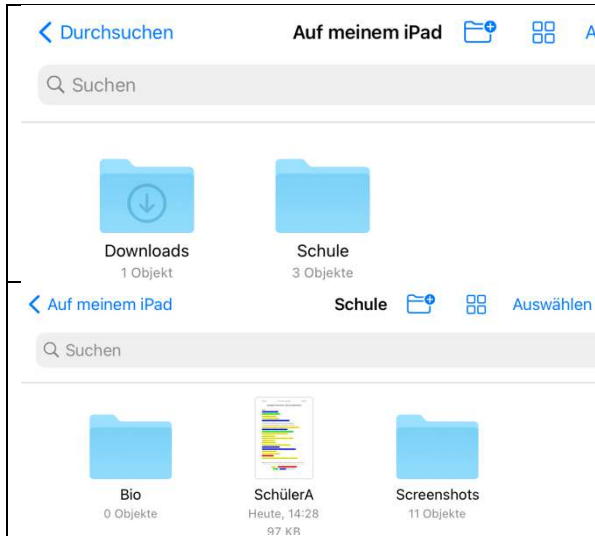 Durchsuchen Auf meinem iPad A
Suchen
Downloads Schule
1 Objekt 3 Objekte
Auf meinem iPad Schule Auswählen
Suchen
Bio SchülerA Screenshots
0 Objekte Heute, 14:28 11 Objekte
97 KB